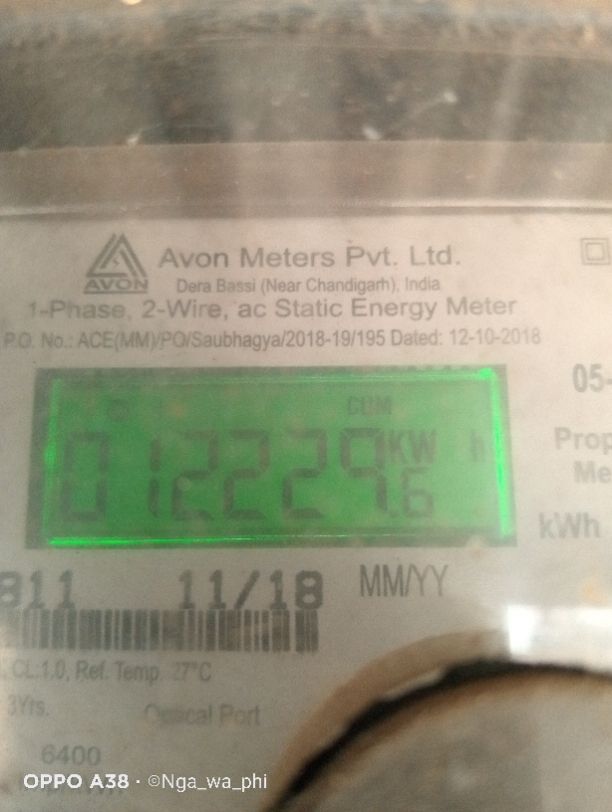 AVON
Avon Meters Pvt. Ltd.
Dera Bassi (Near Chandigarh), India
1-Phase, 2-Wire, ac Static Energy Meter
P.O. No.: ACE(MM)/PO/Saubhagya/2018-19/195 Dated: 12-10-2018
05-
CUM
012229.6 KW h
Prop
Me
kWh
811 11/18 MM/YY
CL:1.0, Ref. Temp. 27°C
3Yrs. Optical Port
6400
OPPO A38 · ©Nga_wa_phi